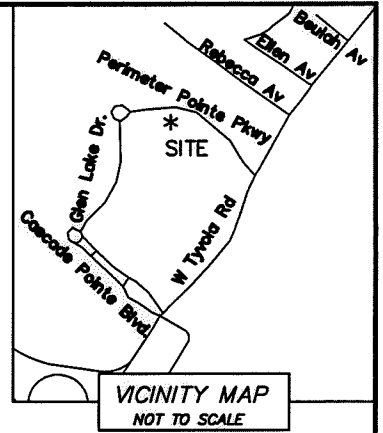 Beulah Av
Ellen Av
Rebecca Av
Perimeter Pointe Pkwy
Glen Lake Dr.
*
SITE
W Tyvola Rd
Cascade Pointe Blvd.
VICINITY MAP
NOT TO SCALE